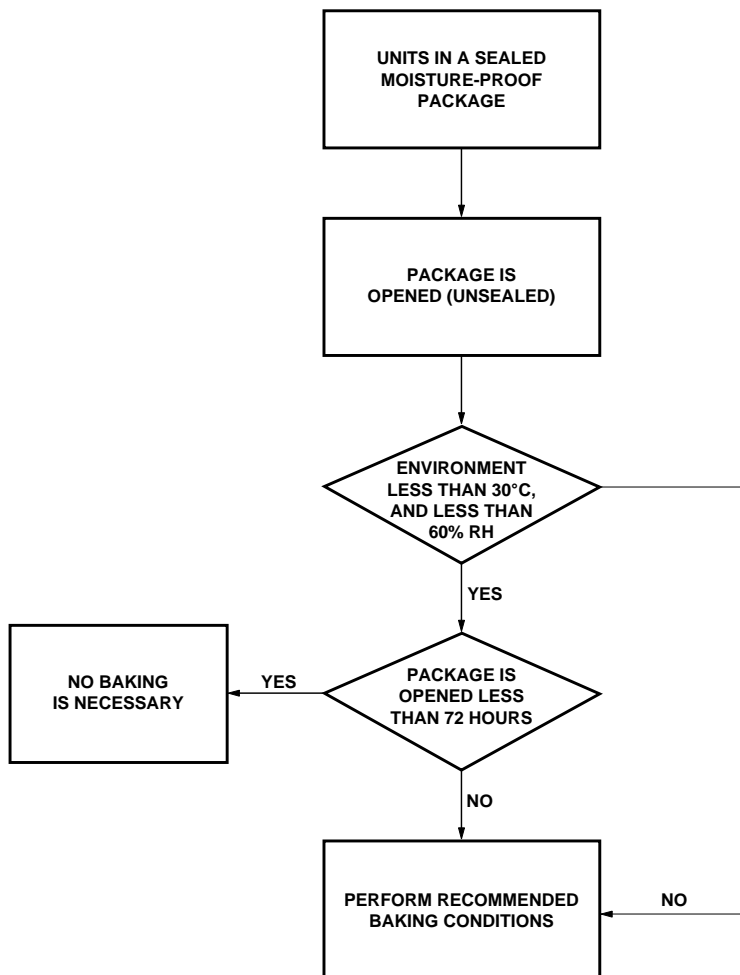 UNITS IN A SEALED
MOISTURE-PROOF
PACKAGE
PACKAGE IS
OPENED (UNSEALED)
ENVIRONMENT
LESS THAN 30°C,
AND LESS THAN
60% RH
YES
NO BAKING
IS NECESSARY
YES
PACKAGE IS
OPENED LESS
THAN 72 HOURS
NO
PERFORM RECOMMENDED
BAKING CONDITIONS
NO